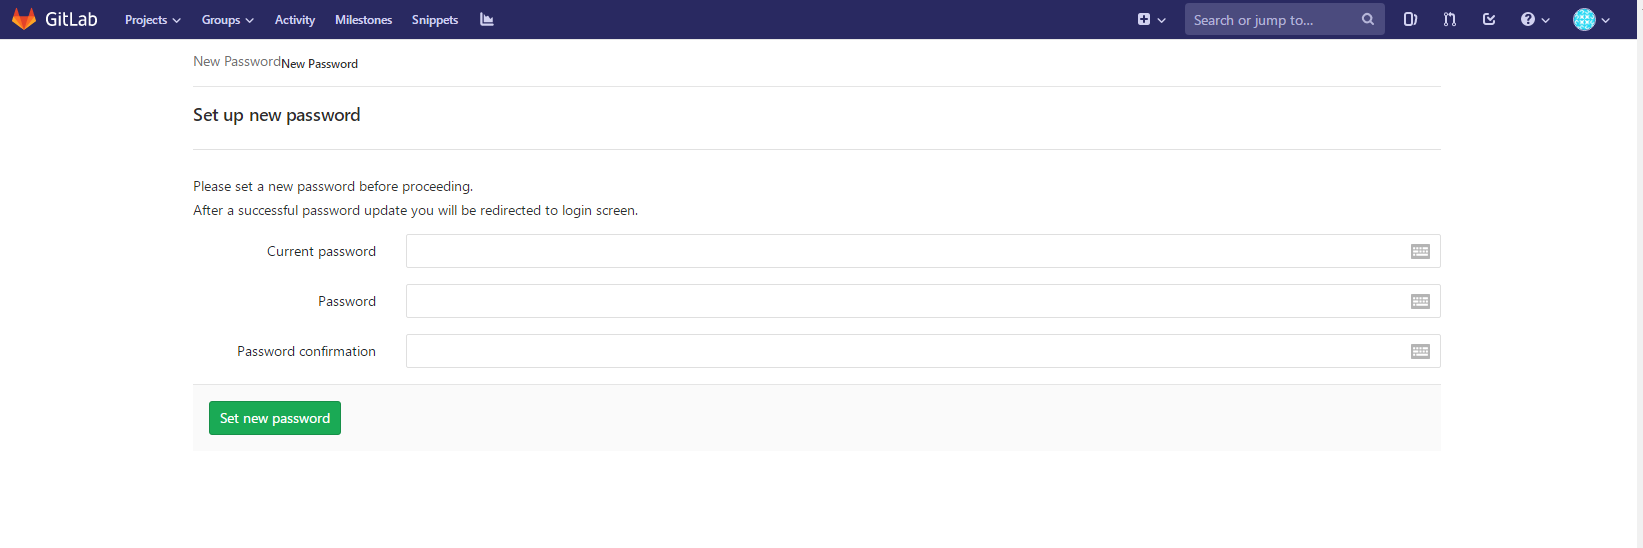 GitLab Projects Groups Activity Milestones Snippets Search or jump to...
New PasswordNew Password
Set up new password
Please set a new password before proceeding.
After a successful password update you will be redirected to login screen.
Current password
Password
Password confirmation
Set new password